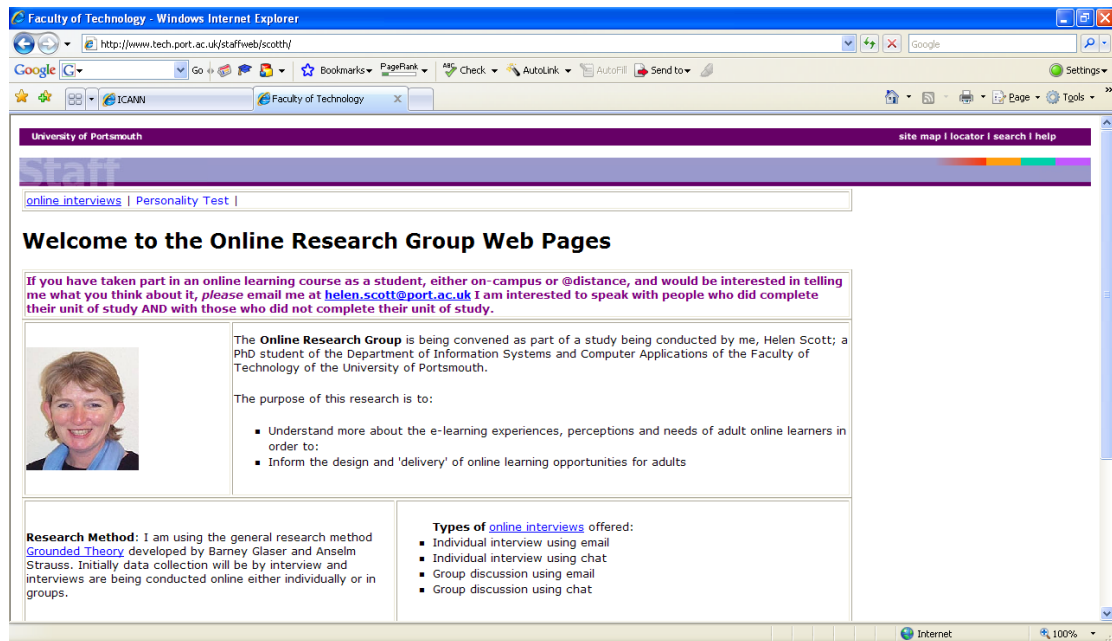 Faculty of Technology - Windows Internet Explorer
http://www.tech.port.ac.uk/staffweb/scotth/
Google
Google G Go Bookmarks PageRank ABC Check AutoLink AutoFill Send to Settings
ICANN Faculty of Technology X Page Tools »
University of Portsmouth site map | locator | search | help
Staff
online interviews | Personality Test |
Welcome to the Online Research Group Web Pages
If you have taken part in an online learning course as a student, either on-campus or @distance, and would be interested in telling
me what you think about it, please email me at helen.scott@port.ac.uk I am interested to speak with people who did complete
their unit of study AND with those who did not complete their unit of study.
The Online Research Group is being convened as part of a study being conducted by me, Helen Scott; a
PhD student of the Department of Information Systems and Computer Applications of the Faculty of
Technology of the University of Portsmouth.
The purpose of this research is to:
Understand more about the e-learning experiences, perceptions and needs of adult online learners in
order to:
Inform the design and 'delivery' of online learning opportunities for adults
Research Method: I am using the general research method
Grounded Theory developed by Barney Glaser and Anselm
Strauss. Initially data collection will be by interview and
interviews are being conducted online either individually or in
groups.
Types of online interviews offered:
Individual interview using email
Individual interview using chat
Group discussion using email
Group discussion using chat
Internet 100%